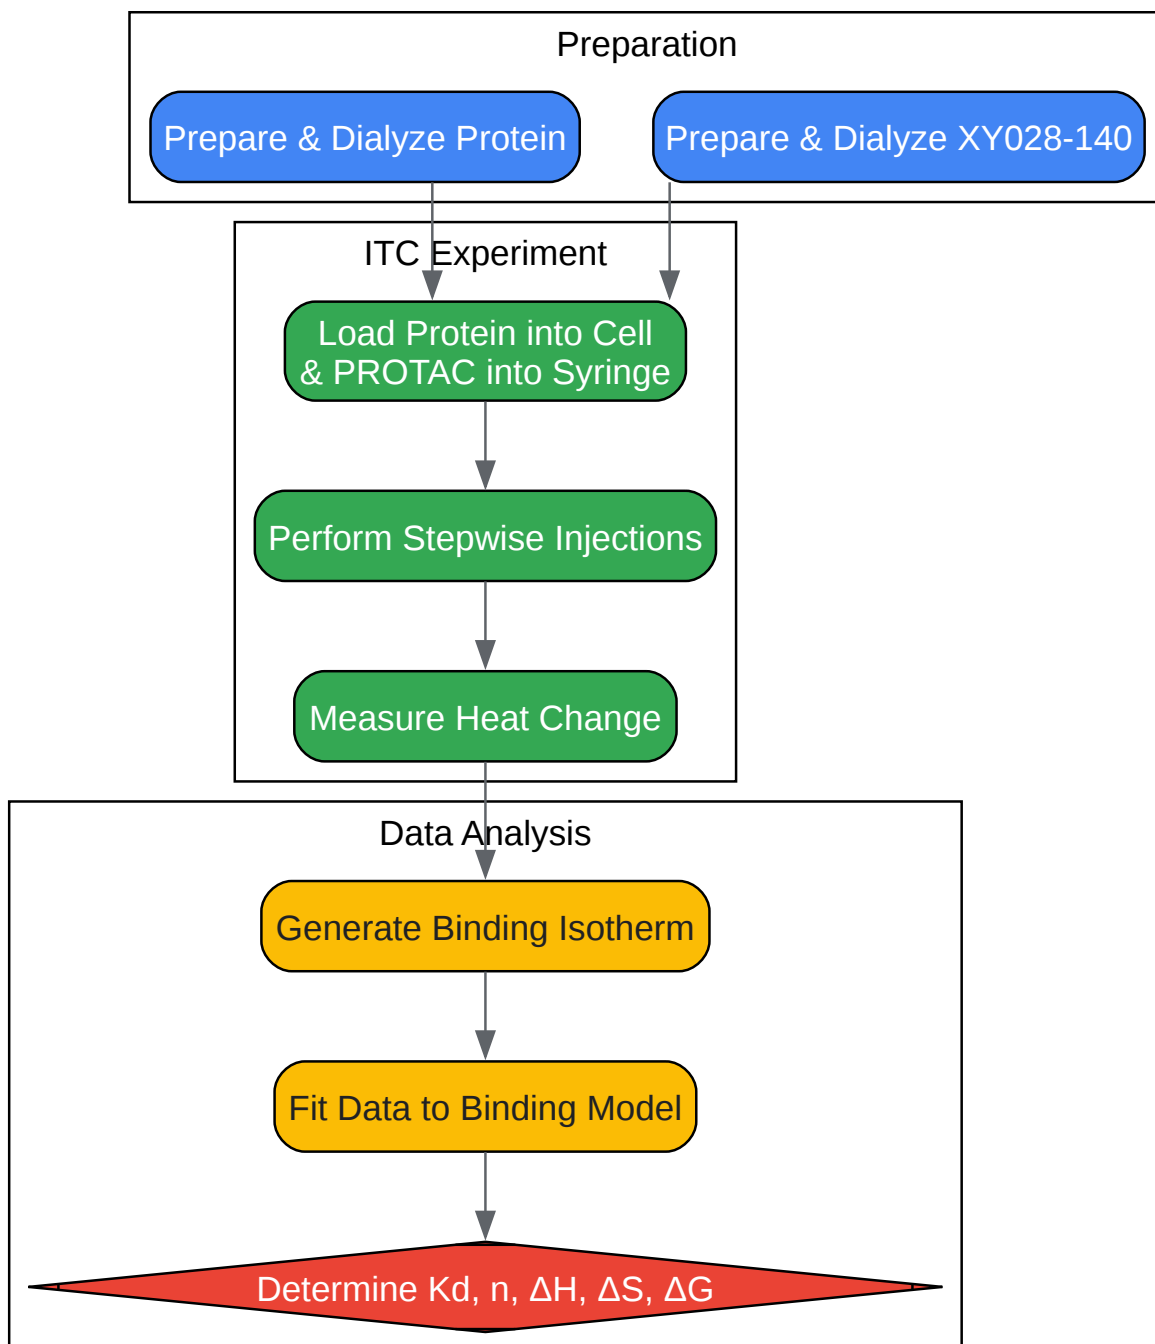 Preparation
Prepare & Dialyze Protein
Prepare & Dialyze XY028-140
ITC Experiment
Load Protein into Cell
& PROTAC into Syringe
Perform Stepwise Injections
Measure Heat Change
Data Analysis
Generate Binding Isotherm
Fit Data to Binding Model
Determine Kd, n, ΔH, ΔS, ΔG